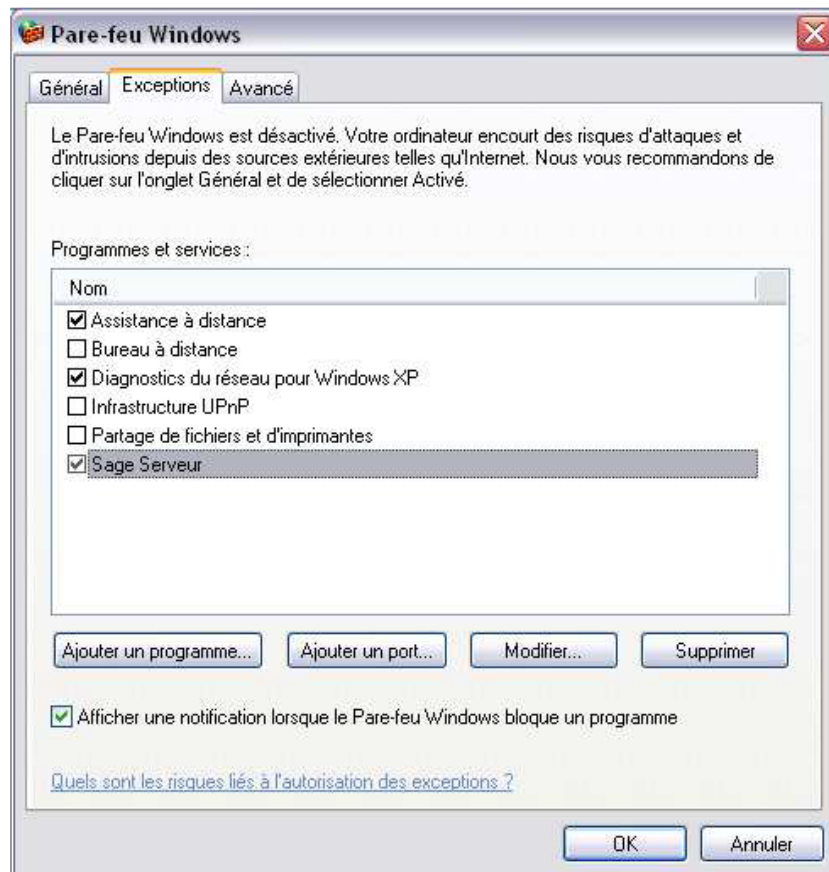 Pare-feu Windows
Général Exceptions Avancé
Le Pare-feu Windows est désactivé. Votre ordinateur encourt des risques d'attaques et
d'intrusions depuis des sources extérieures telles qu'Internet. Nous vous recommandons de
cliquer sur l'onglet Général et de sélectionner Activé.
Programmes et services :
Nom
Assistance à distance
Bureau à distance
Diagnostics du réseau pour Windows XP
Infrastructure UPnP
Partage de fichiers et d'imprimantes
Sage Serveur
Ajouter un programme... Ajouter un port... Modifier... Supprimer
Afficher une notification lorsque le Pare-feu Windows bloque un programme
Quels sont les risques liés à l'autorisation des exceptions ?
OK Annuler